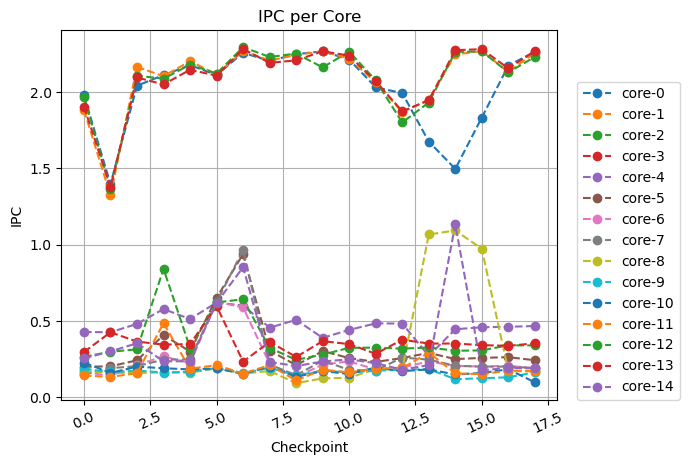 IPC per Core
IPC
2.0
1.5
1.0
0.5
0.0
0.0
2.5
5.0
7.5
10.0
12.5
15.0
17.5
Checkpoint
core-0
core-1
core-2
core-3
core-4
core-5
core-6
core-7
core-8
core-9
core-10
core-11
core-12
core-13
core-14